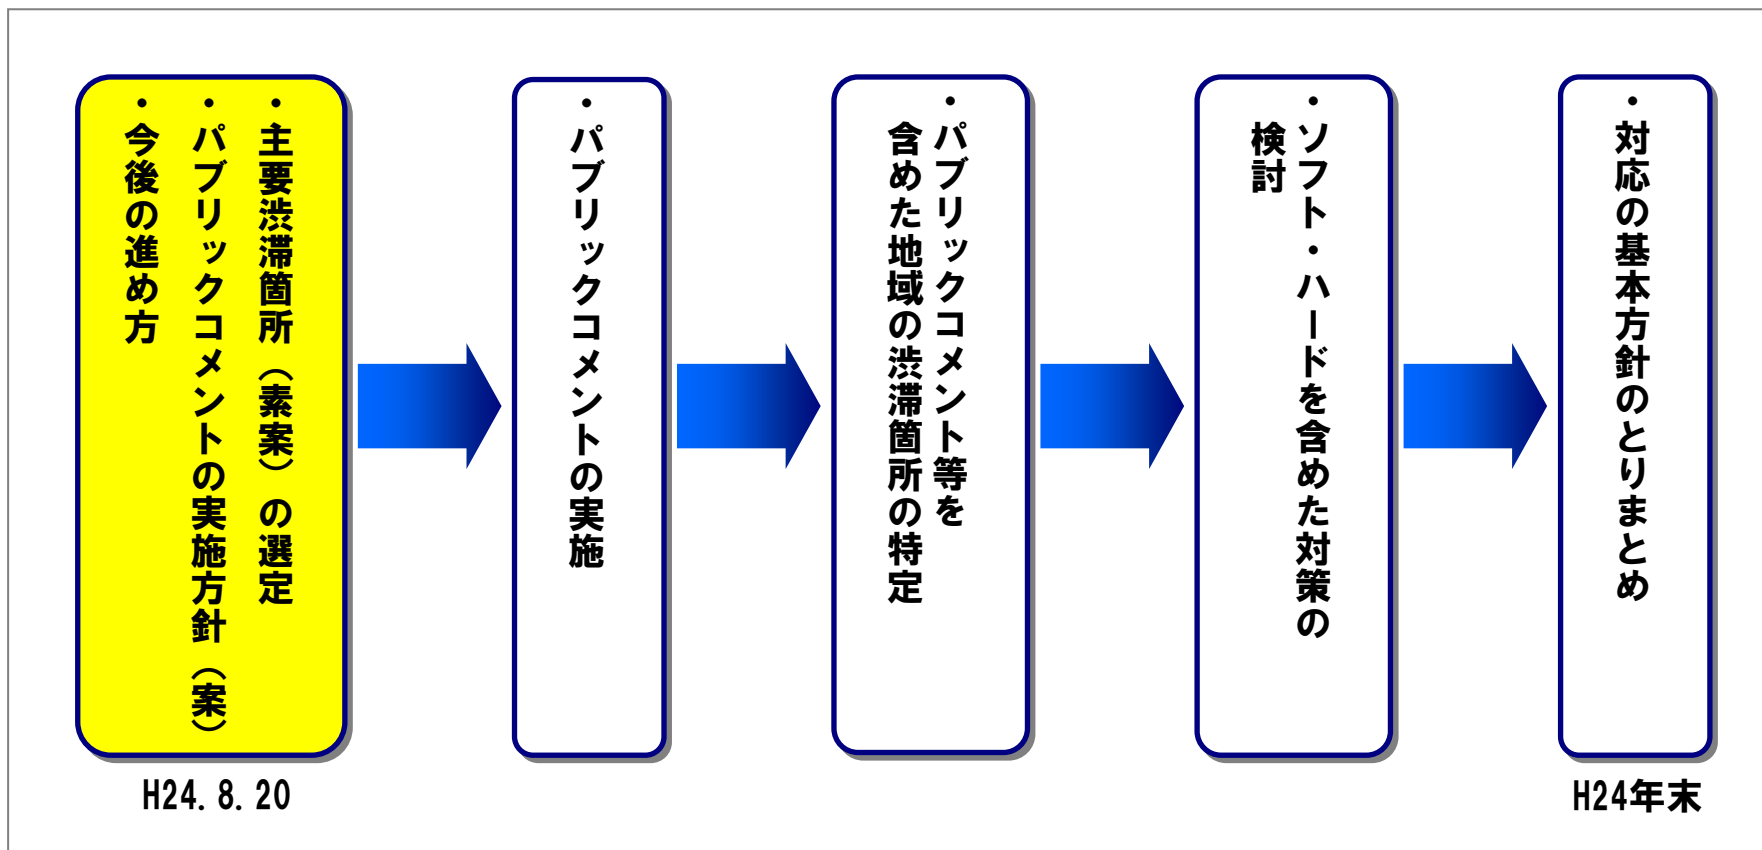 ・主要渋滞箇所（素案）の選定
・パブリックコメントの実施方針（案）
・今後の進め方
H24.8.20
・パブリックコメントの実施
・パブリックコメント等を
含めた地域の渋滞箇所の特定
・ソフト・ハードを含めた対策の
検討
・対応の基本方針のとりまとめ
H24年末